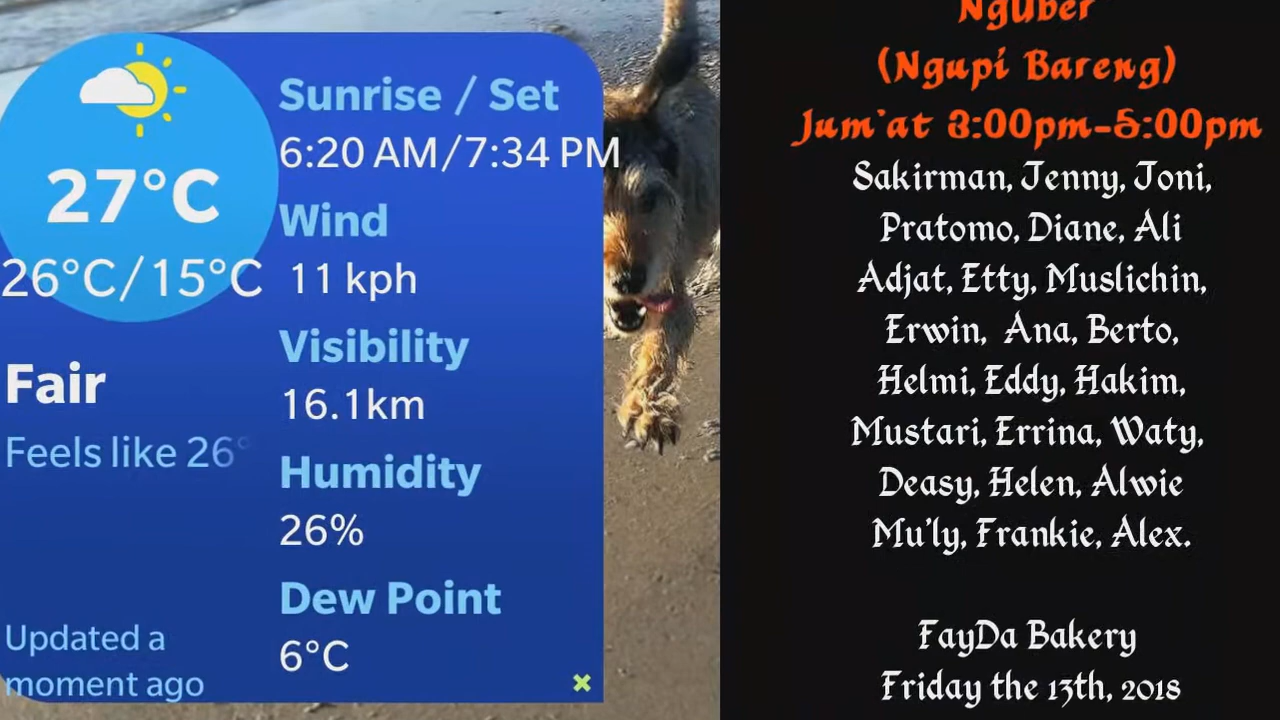 27°C
26°C/15°C
Fair
Feels like 26°
Updated a
moment ago
Sunrise / Set
6:20 AM/7:34 PM
Wind
11 kph
Visibility
16.1km
Humidity
26%
Dew Point
6°C
NgUber
(Ngupi Bareng)
Jum'at 3:00pm-5:00pm
Sakirman, Jenny, Joni,
Pratomo, Diane, Ali
Adjat, Etty, Muslichin,
Erwin, Ana, Berto,
Helmi, Eddy, Hakim,
Mustari, Errina, Waty,
Deasy, Helen, Alwie
Mu'ly, Frankie, Alex.
FayDa Bakery
Friday the 13th, 2018